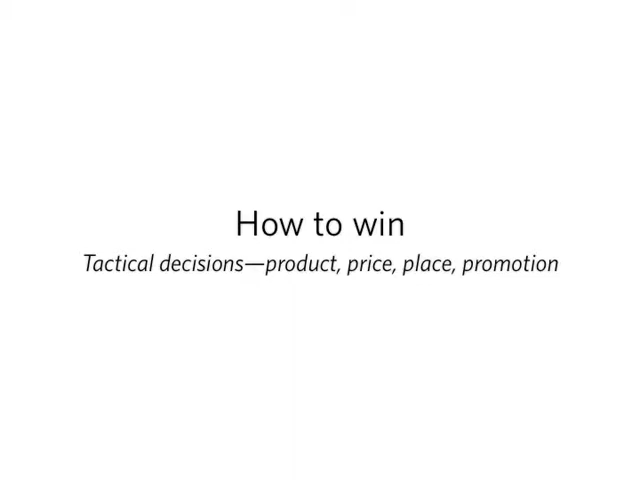 How to win
Tactical decisions—product, price, place, promotion